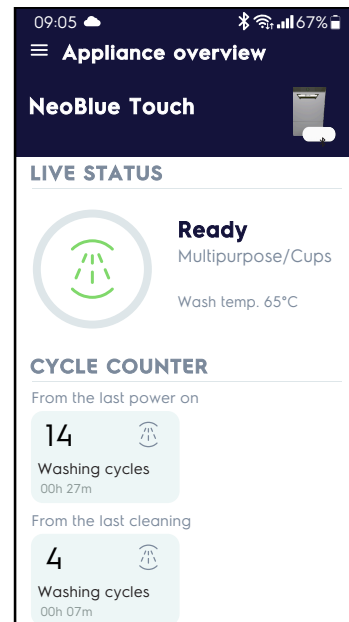 09:05 67%
Appliance overview
NeoBlue Touch
LIVE STATUS
Ready
Multipurpose/Cups
Wash temp. 65°C
CYCLE COUNTER
From the last power on
14
Washing cycles
00h 27m
From the last cleaning
4
Washing cycles
00h 07m